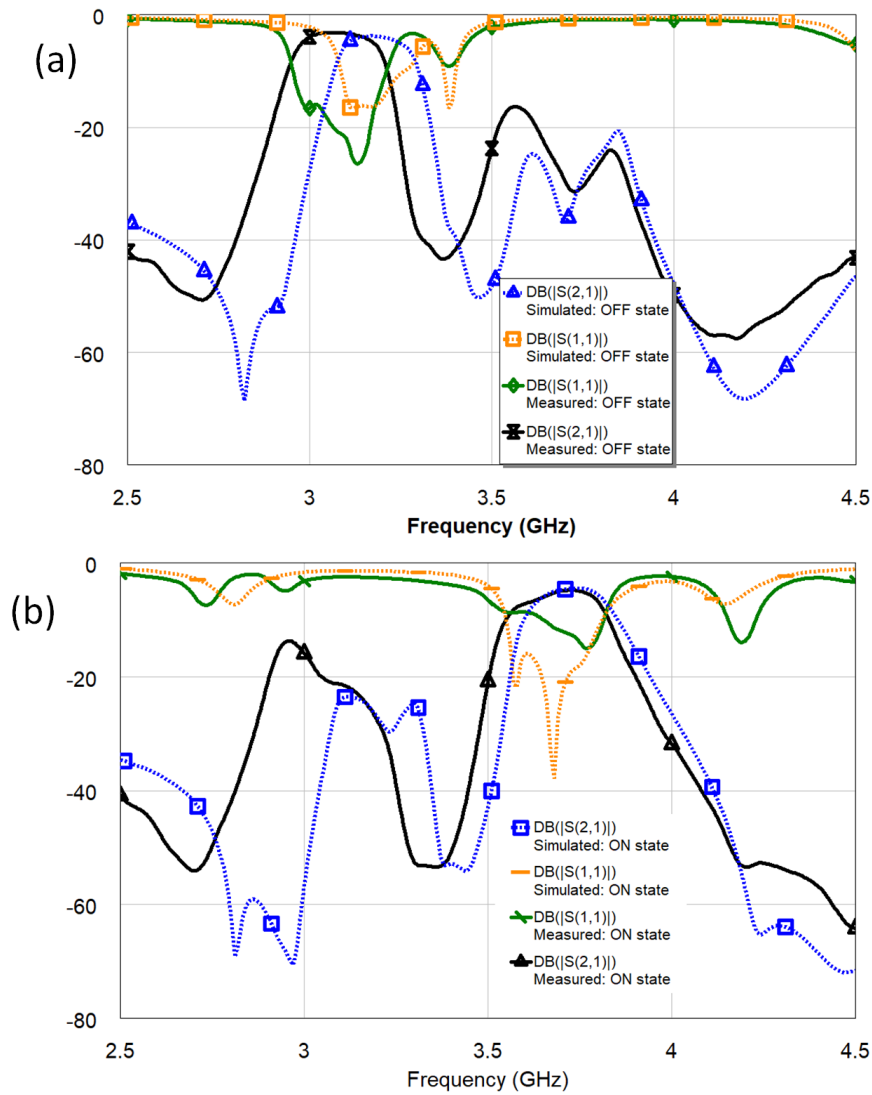 (a)
0
-20
-40
-60
-80
DB(|S(2,1)|)
Simulated: OFF state
DB(|S(1,1)|)
Simulated: OFF state
DB(|S(1,1)|)
Measured: OFF state
DB(|S(2,1)|)
Measured: OFF state
2.5 3 3.5 4 4.5
Frequency (GHz)
(b)
0
-20
-40
-60
-80
DB(|S(2,1)|)
Simulated: ON state
DB(|S(1,1)|)
Simulated: ON state
DB(|S(1,1)|)
Measured: ON state
DB(|S(2,1)|)
Measured: ON state
2.5 3 3.5 4 4.5
Frequency (GHz)